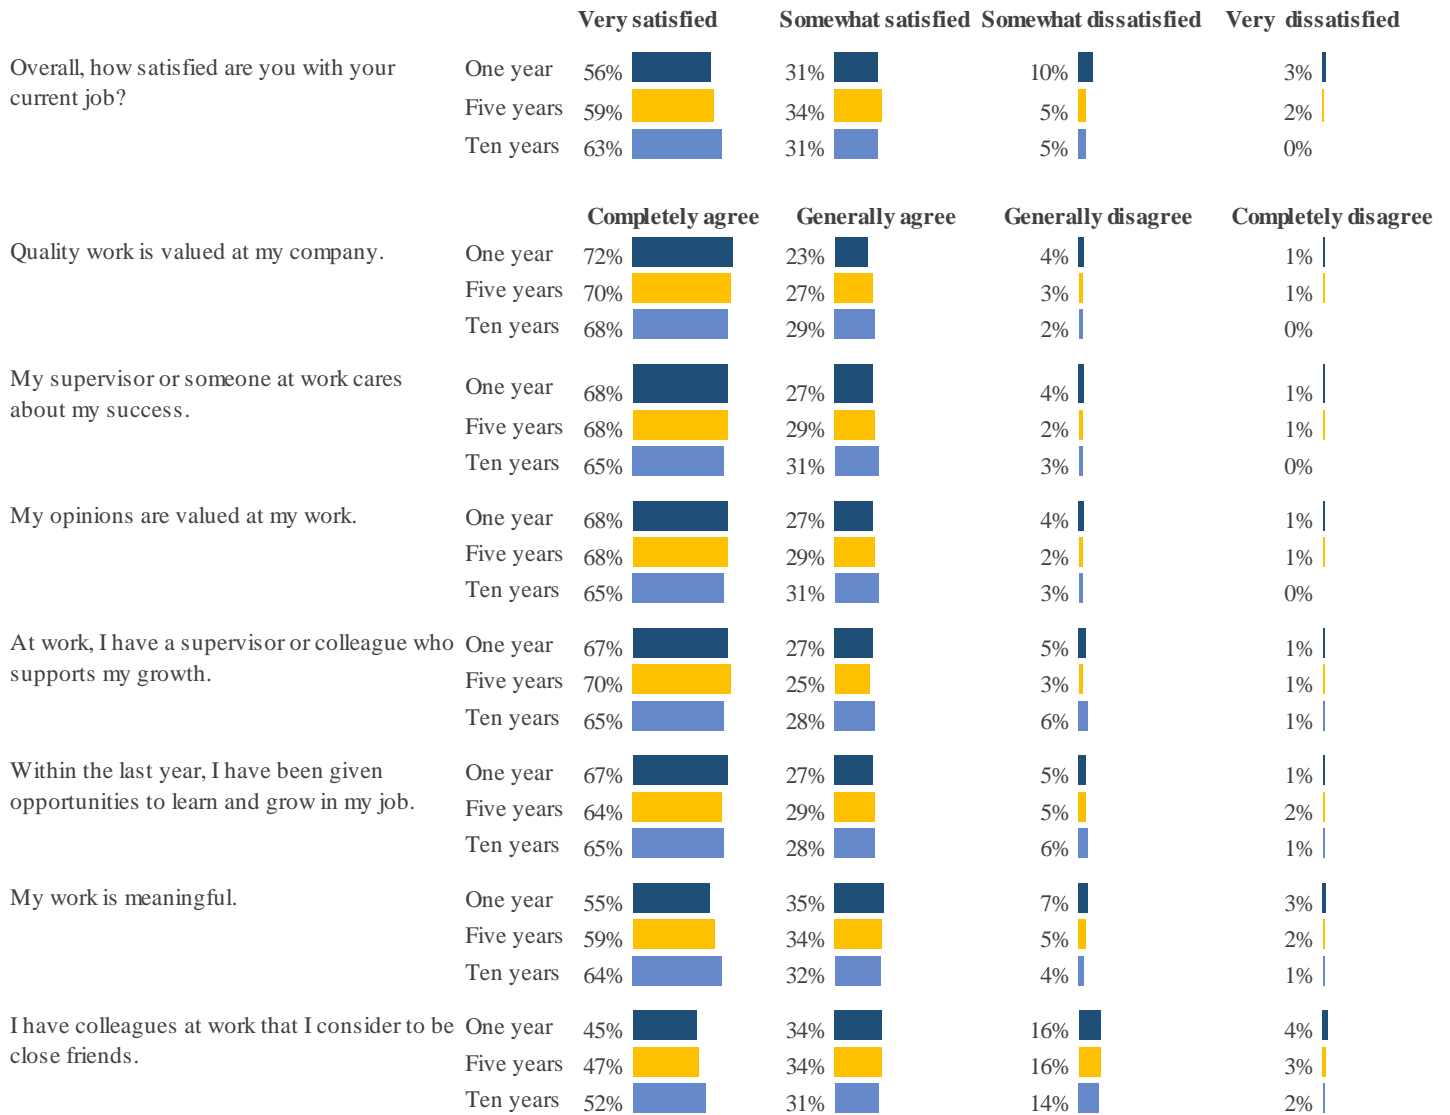 Very satisfied Somewhat satisfied Somewhat dissatisfied Very dissatisfied
Overall, how satisfied are you with your
current job?
One year 56% 31% 10% 3%
Five years 59% 34% 5% 2%
Ten years 63% 31% 5% 0%
Completely agree Generally agree Generally disagree Completely disagree
Quality work is valued at my company.
One year 72% 23% 4% 1%
Five years 70% 27% 3% 1%
Ten years 68% 29% 2% 0%
My supervisor or someone at work cares
about my success.
One year 68% 27% 4% 1%
Five years 68% 29% 2% 1%
Ten years 65% 31% 3% 0%
My opinions are valued at my work.
One year 68% 27% 4% 1%
Five years 68% 29% 2% 1%
Ten years 65% 31% 3% 0%
At work, I have a supervisor or colleague who
supports my growth.
One year 67% 27% 5% 1%
Five years 70% 25% 3% 1%
Ten years 65% 28% 6% 1%
Within the last year, I have been given
opportunities to learn and grow in my job.
One year 67% 27% 5% 1%
Five years 64% 29% 5% 2%
Ten years 65% 28% 6% 1%
My work is meaningful.
One year 55% 35% 7% 3%
Five years 59% 34% 5% 2%
Ten years 64% 32% 4% 1%
I have colleagues at work that I consider to be
close friends.
One year 45% 34% 16% 4%
Five years 47% 34% 16% 3%
Ten years 52% 31% 14% 2%